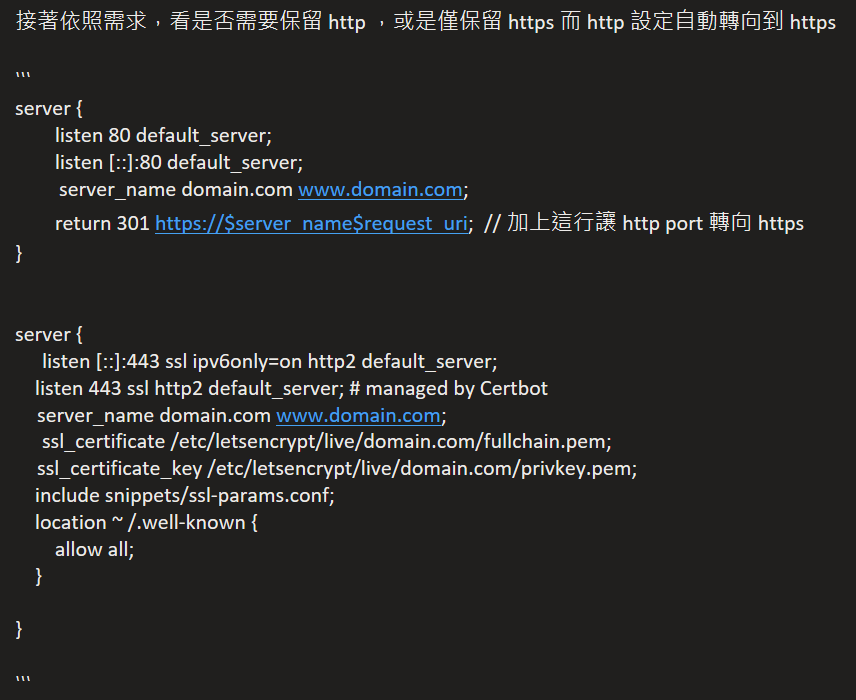 接著依照需求，看是否需要保留 http ，或是僅保留 https 而 http 設定自動轉向到 https
```
server {
listen 80 default_server;
listen [::]:80 default_server;
server_name domain.com www.domain.com;
return 301 https://$server_name$request_uri; // 加上這行讓 http port 轉向 https
}
server {
listen [::]:443 ssl ipv6only=on http2 default_server;
listen 443 ssl http2 default_server; # managed by Certbot
server_name domain.com www.domain.com;
ssl_certificate /etc/letsencrypt/live/domain.com/fullchain.pem;
ssl_certificate_key /etc/letsencrypt/live/domain.com/privkey.pem;
include snippets/ssl-params.conf;
location ~ /.well-known {
allow all;
}
}
```